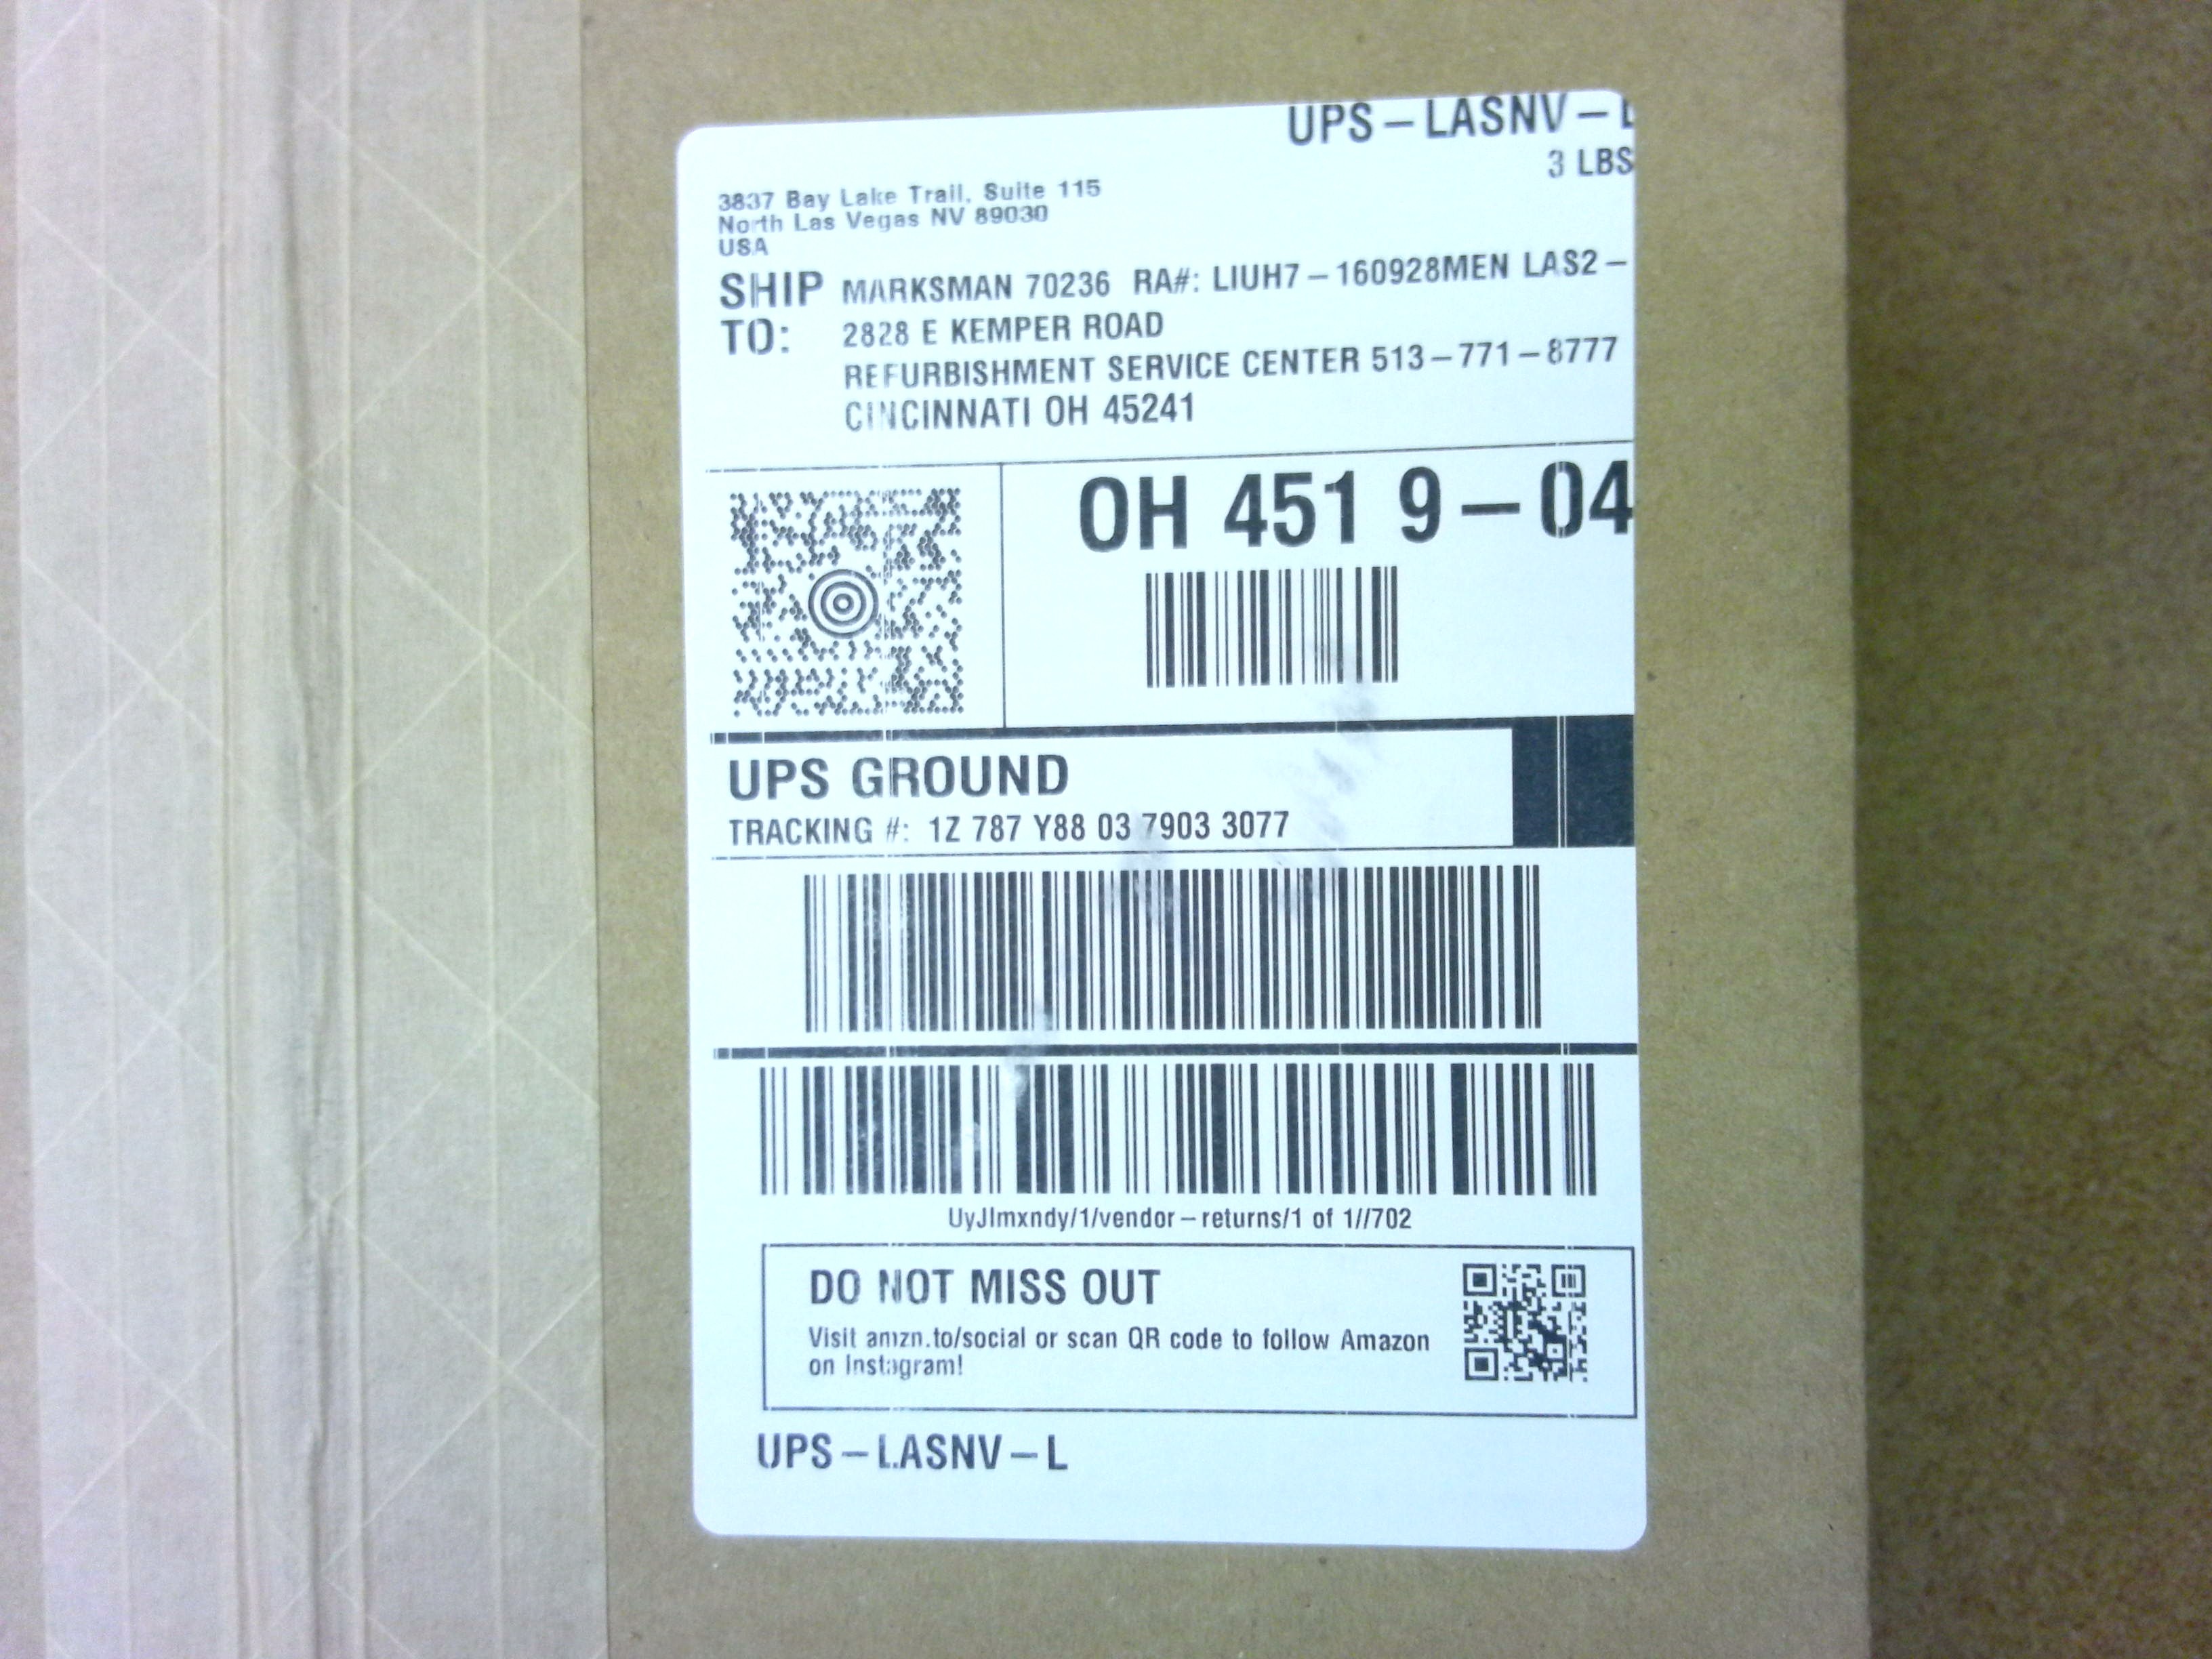 UPS – LASNV –
3 LBS
3837 Bay Lake Trail, Suite 115
North Las Vegas NV 89030
USA
SHIP TO:
MARKSMAN 70236 RA#: LIUH7 – 160928MEN LAS2 –
2828 E KEMPER ROAD
REFURBISHMENT SERVICE CENTER 513 – 771 – 8777
CINCINNATI OH 45241
OH 451 9 – 04
UPS GROUND
TRACKING #: 1Z 787 Y88 03 7903 3077
UyJlmxndy/1/vendor – returns/1 of 1//702
DO NOT MISS OUT
Visit amzn.to/social or scan QR code to follow Amazon
on Instagram!
UPS – LASNV – L